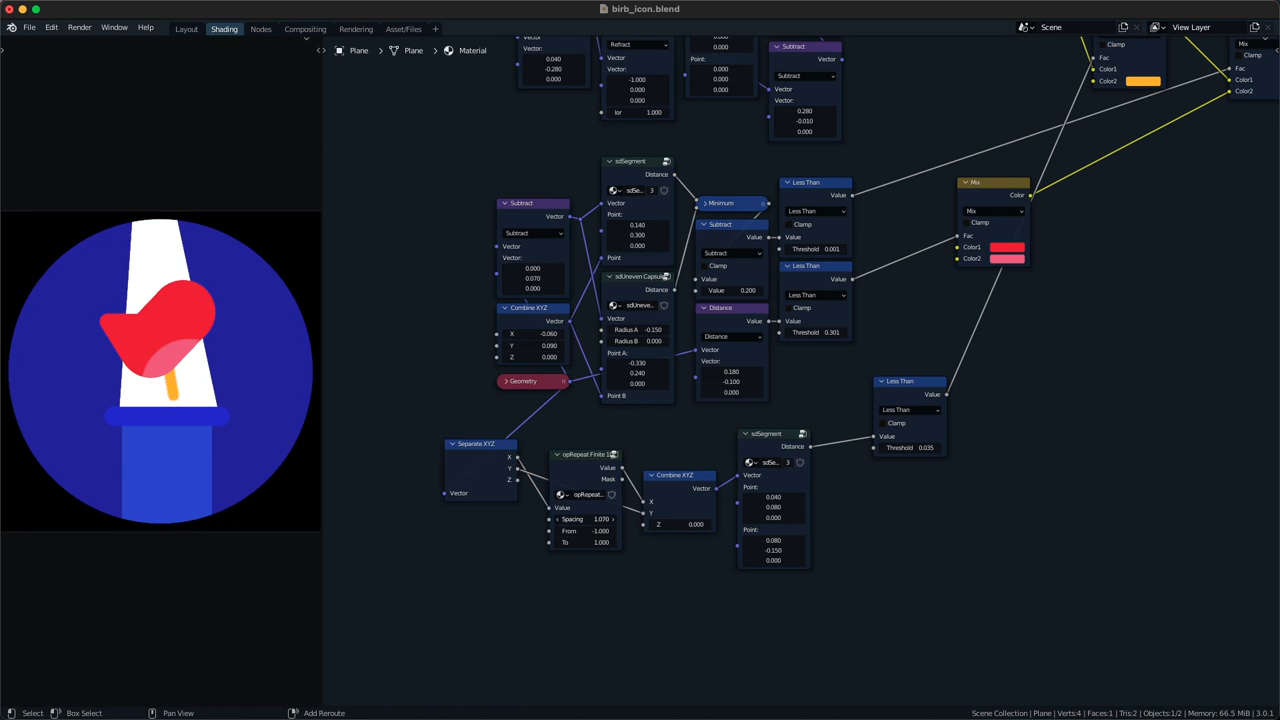 birb_icon.blend
File Edit Render Window Help
Layout Shading Nodes Compositing Rendering Asset/Files +
Scene
View Layer
Plane
Plane
Material
Vector:
0.040
-0.280
0.000
Refract
Vector
Vector:
-1.000
0.000
0.000
Ior 1.000
0.000
Point:
0.000
0.000
0.000
Subtract
Vector
Subtract
Vector
Vector:
0.280
-0.010
0.000
Clamp
Fac
Color1
Color2
Mix
Clamp
Fac
Color1
Color2
Subtract
Vector
Subtract
Vector
Vector:
0.000
0.070
0.000
Combine XYZ
Vector
X -0.060
Y 0.090
Z 0.000
Geometry
sdSegment
Distance
sdSe... 3
Vector
Point:
0.140
0.300
0.000
Point
sdUneven Capsul
Distance
sdUneve...
Vector
Radius A -0.150
Radius B 0.000
Point A:
-0.330
0.240
0.000
Point B
Minimum
Subtract
Value
Subtract
Clamp
Value
Value 0.200
Distance
Value
Distance
Vector
Vector:
0.180
-0.100
0.000
Less Than
Value
Less Than
Clamp
Value
Threshold 0.001
Less Than
Value
Less Than
Clamp
Value
Threshold 0.301
Mix
Color
Mix
Clamp
Fac
Color1
Color2
Separate XYZ
X
Y
Z
Vector
opRepeat Finite 1
Value
Mask
opRepeat...
Value
Spacing 1.070
From -1.000
To 1.000
Combine XYZ
Vector
X
Y
Z 0.000
sdSegment
Distance
sdSe... 3
Vector
Point:
0.040
0.080
0.000
Point:
0.080
-0.150
0.000
Less Than
Value
Less Than
Clamp
Value
Threshold 0.035
Select Box Select Pan View Add Reroute
Scene Collection | Plane | Verts:4 | Faces:1 | Tris:2 | Objects:1/2 | Memory: 66.5 MiB | 3.0.1